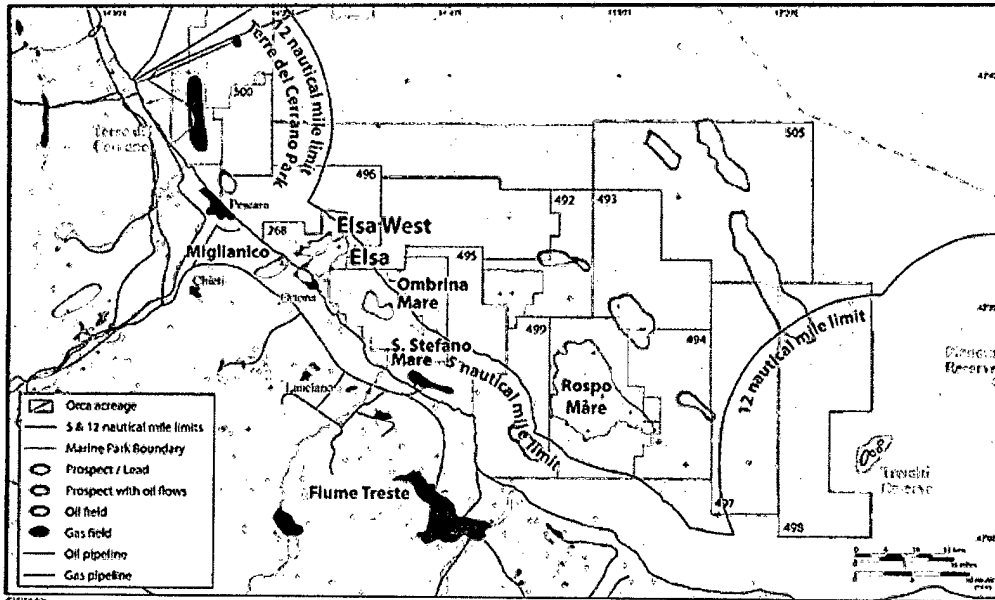 12 nautical mile limit
Torre del Cerrano Park
500
505
496
492
493
Pescara
268
Elsa West
Elsa
Miglianico
495
Chieti
Ortona
Ombrina
Mare
499
494
S. Stefano
Mare
5 nautical mile limit
12 nautical mile limit
Rospo
Mare
Lanciano
Fiume Treste
497
498
Tremiti
Reserve
Orca acreage
5 & 12 nautical mile limits
Marine Park Boundary
Prospect / Lead
Prospect with oil flows
Oil field
Gas field
Oil pipeline
Gas pipeline